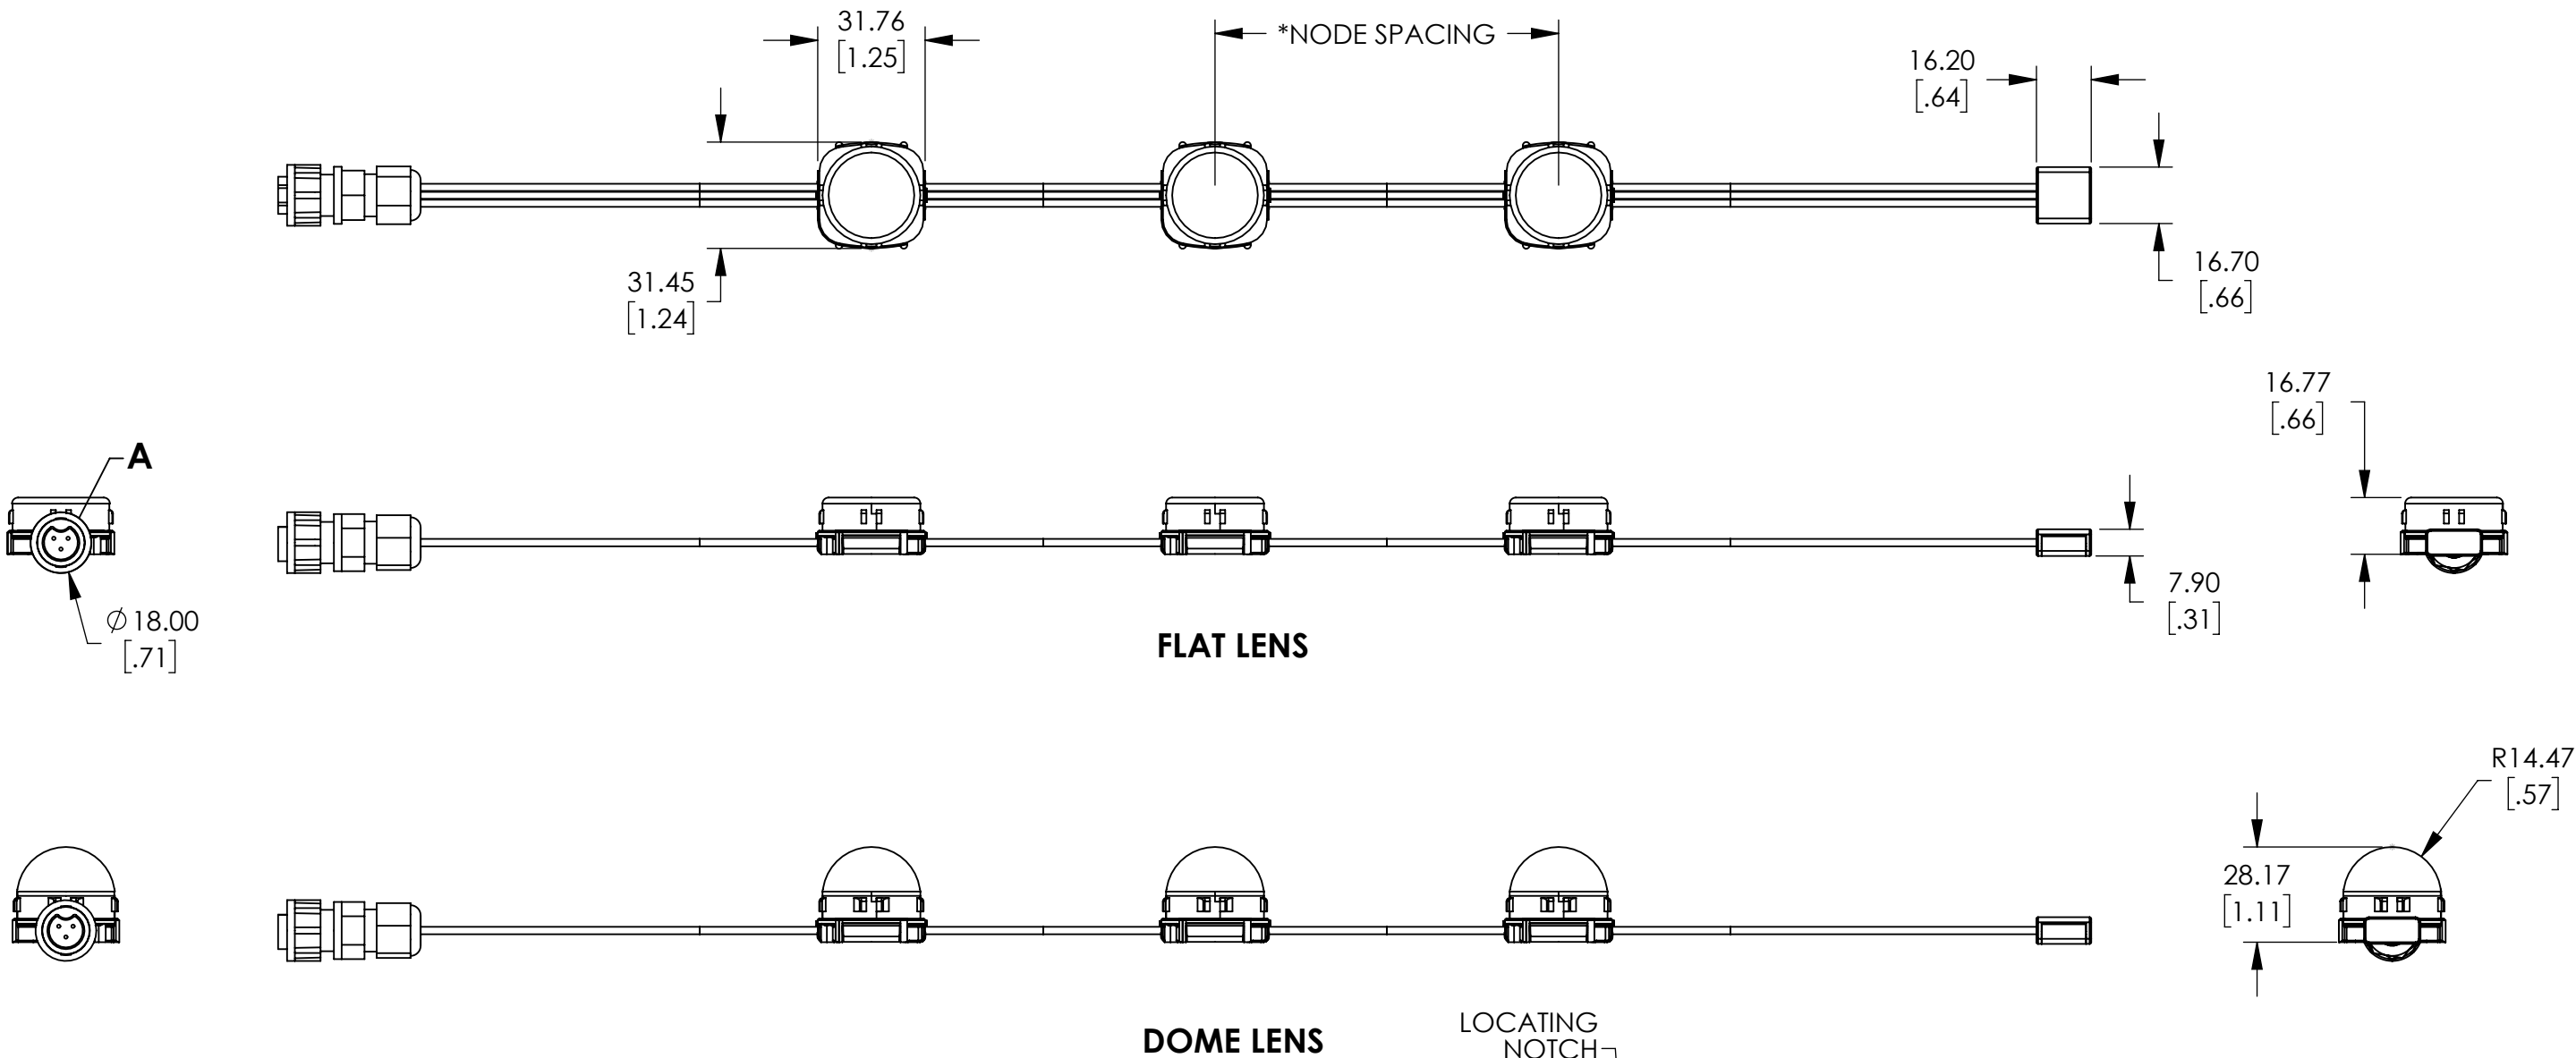 31.76
[1.25]
*NODE SPACING
16.20
[.64]
31.45
[1.24]
16.70
[.66]
A
16.77
[.66]
Ø 18.00
[.71]
7.90
[.31]
FLAT LENS
R14.47
[.57]
28.17
[1.11]
DOME LENS
LOCATING
NOTCH